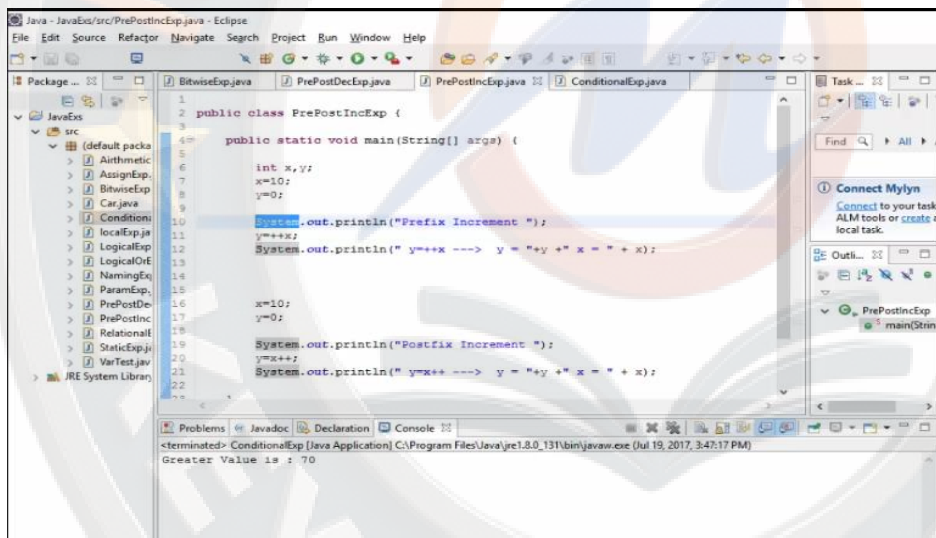 Java - JavaExs/src/PrePostIncExp.java - Eclipse
File Edit Source Refactor Navigate Search Project Run Window Help
Package ...
BitwiseExp.java PrePostDecExp.java PrePostIncExp.java ConditionalExp.java
Task ...
JavaExs
src
(default packa
Airthmetic
AssignExp.
BitwiseExp
Car.java
Condition
localExp.ja
LogicalExp
LogicalOrE
NamingEx
ParamExp.
PrePostDe
PrePostInc
RelationalE
StaticExp.j
VarTest.jav
JRE System Library
1
2 public class PrePostIncExp {
3
4 public static void main(String[] args) {
5
6 int x,y;
7 x=10;
8 y=0;
9
10 System.out.println("Prefix Increment ");
11 y=++x;
12 System.out.println(" y=++x ---> y = "+y +" x = " + x);
13
14
15
16 x=10;
17 y=0;
18
19 System.out.println("Postfix Increment ");
20 y=x++;
21 System.out.println(" y=x++ ---> y = "+y +" x = " + x);
22
Find All
Connect Mylyn
Connect to your task
ALM tools or create a
local task.
Outli...
PrePostIncExp
main(Strin
Problems Javadoc Declaration Console
<terminated> ConditionalExp [Java Application] C:\Program Files\Java\jre1.8.0_131\bin\javaw.exe (Jul 19, 2017, 3:47:17 PM)
Greater Value is : 70